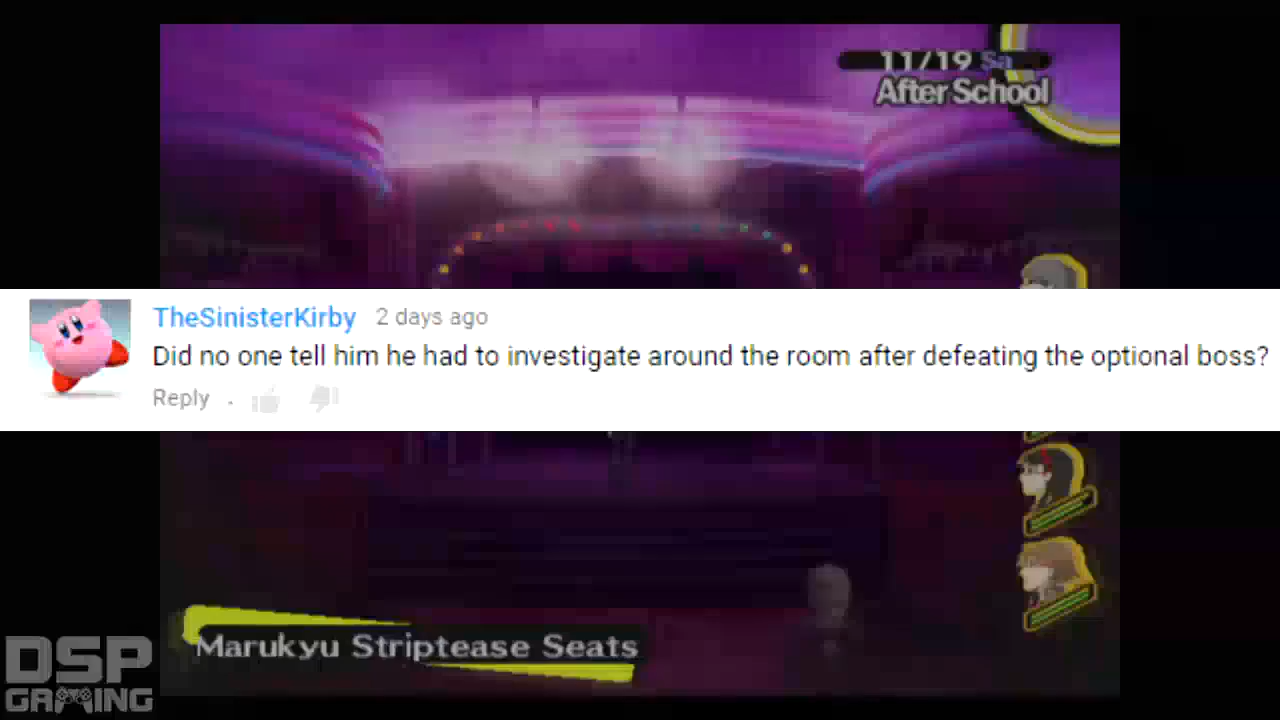 11/19 Sa
After School
TheSinisterKirby 2 days ago
Did no one tell him he had to investigate around the room after defeating the optional boss?
Reply .
Marukyu Striptease Seats
DSP
GAMING